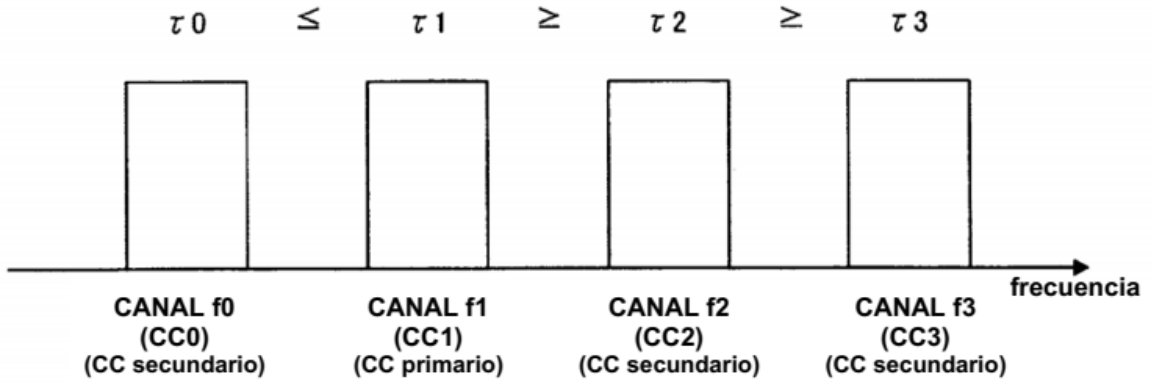 τ0 ≤ τ1 ≥ τ2 ≥ τ3
frecuencia
CANAL f0 CANAL f1 CANAL f2 CANAL f3
(CC0) (CC1) (CC2) (CC3)
(CC secundario) (CC primario) (CC secundario) (CC secundario)